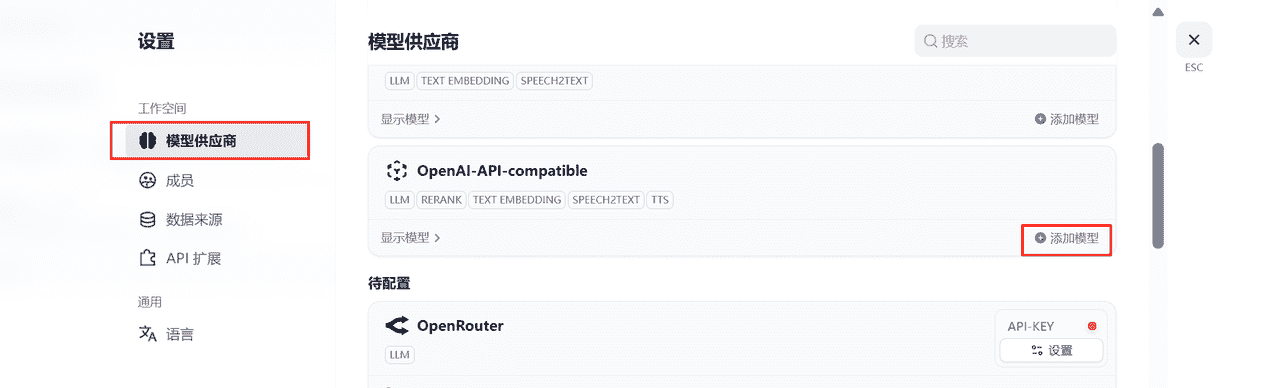 设置
工作空间
模型供应商
成员
数据来源
API 扩展
通用
语言
模型供应商
搜索
ESC
LLM TEXT EMBEDDING SPEECH2TEXT
显示模型 添加模型
OpenAI-API-compatible
LLM RERANK TEXT EMBEDDING SPEECH2TEXT TTS
显示模型 添加模型
待配置
OpenRouter
API-KEY
LLM
设置